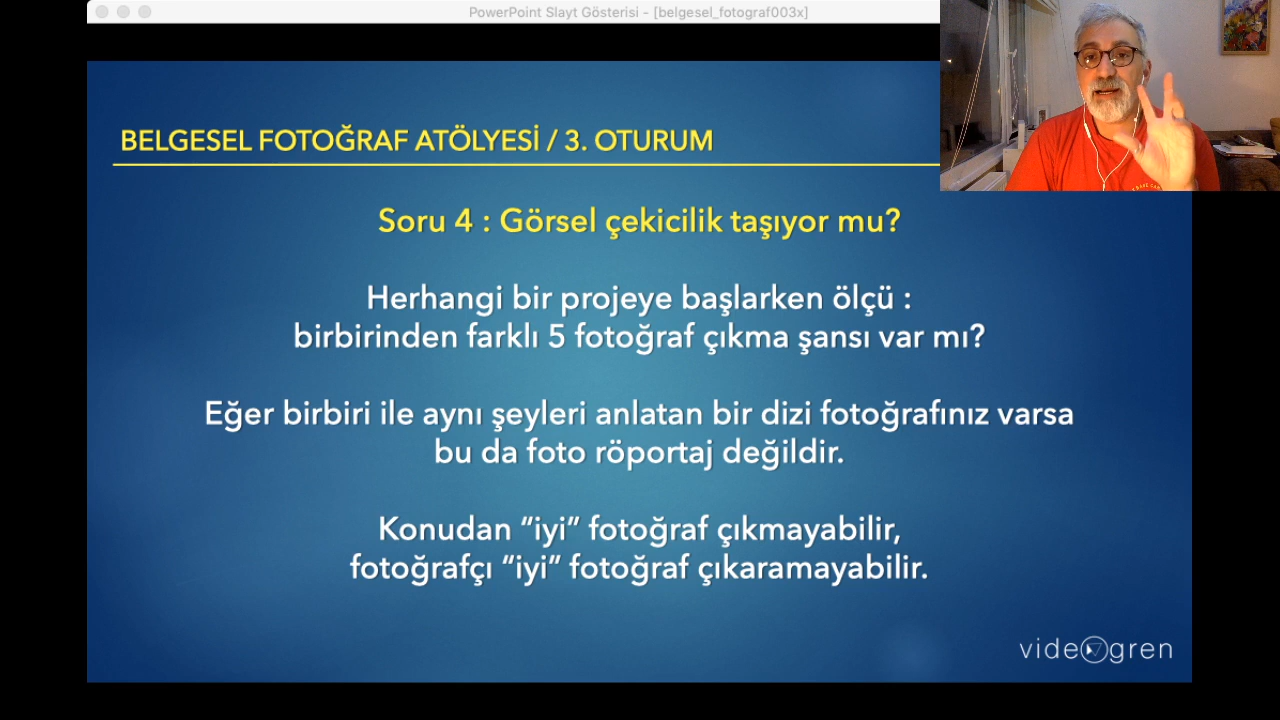 PowerPoint Slayt Gösterisi - [belgesel_fotograf003x]
BELGESEL FOTOĞRAF ATÖLYESİ / 3. OTURUM
Soru 4 : Görsel çekicilik taşıyor mu?
Herhangi bir projeye başlarken ölçü :
birbirinden farklı 5 fotoğraf çıkma şansı var mı?
Eğer birbiri ile aynı şeyleri anlatan bir dizi fotoğrafınız varsa
bu da foto röportaj değildir.
Konudan “iyi” fotoğraf çıkmayabilir,
fotoğrafçı “iyi” fotoğraf çıkaramayabilir.
videogren